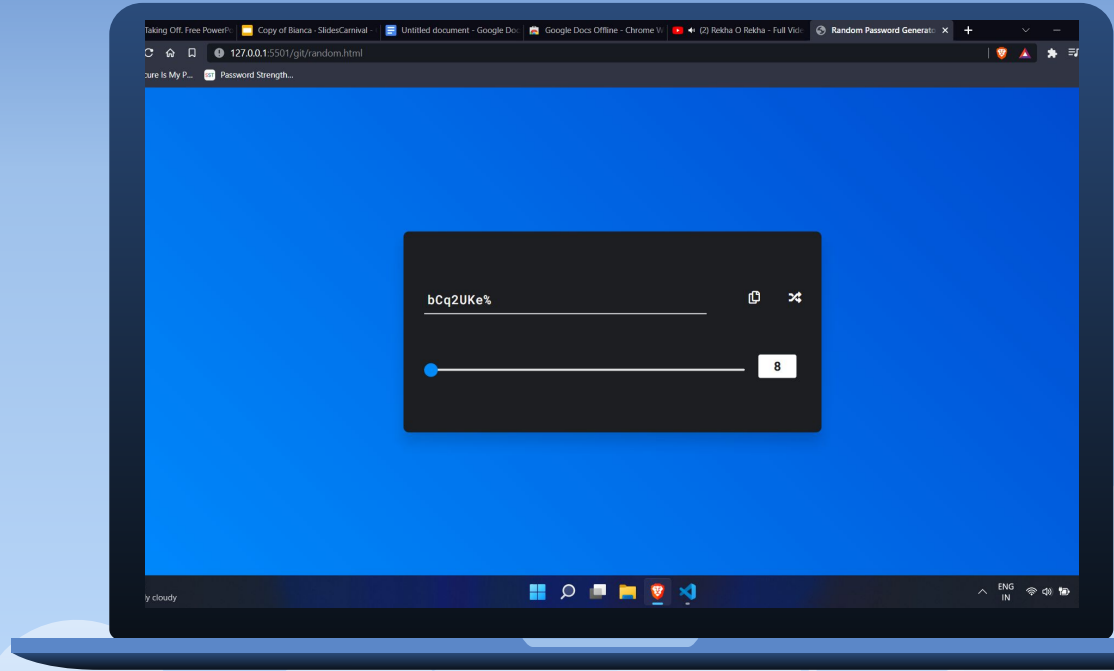 Taking Off. Free PowerPo Copy of Bianca - SlidesCarnival - Untitled document - Google Doc Google Docs Offline - Chrome W (2) Rekha O Rekha - Full Vide Random Password Generato
127.0.0.1:5501/git/random.html
cure Is My P... Password Strength...
bCq2UKe%
8
ly cloudy
ENG
IN